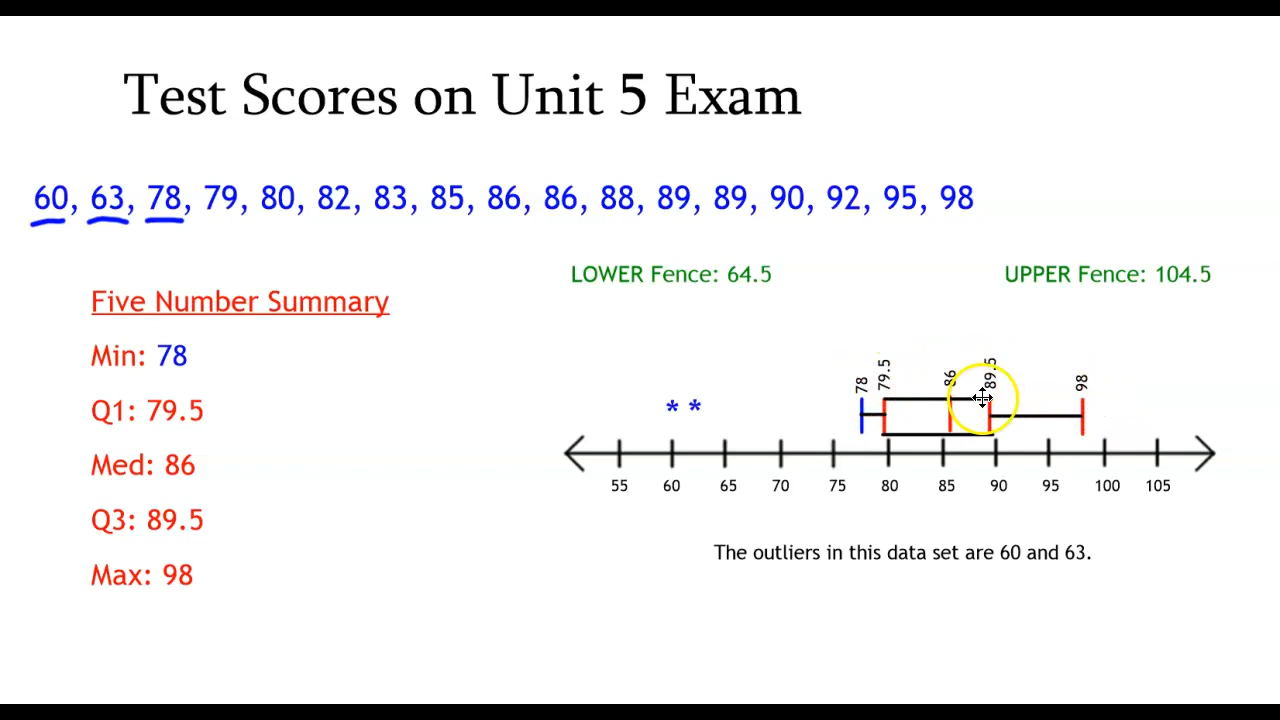 Test Scores on Unit 5 Exam
60, 63, 78, 79, 80, 82, 83, 85, 86, 86, 88, 89, 89, 90, 92, 95, 98
LOWER Fence: 64.5
UPPER Fence: 104.5
Five Number Summary
Min: 78
Q1: 79.5
Med: 86
Q3: 89.5
Max: 98
78
79.5
86
89.5
98
* *
55 60 65 70 75 80 85 90 95 100 105
The outliers in this data set are 60 and 63.